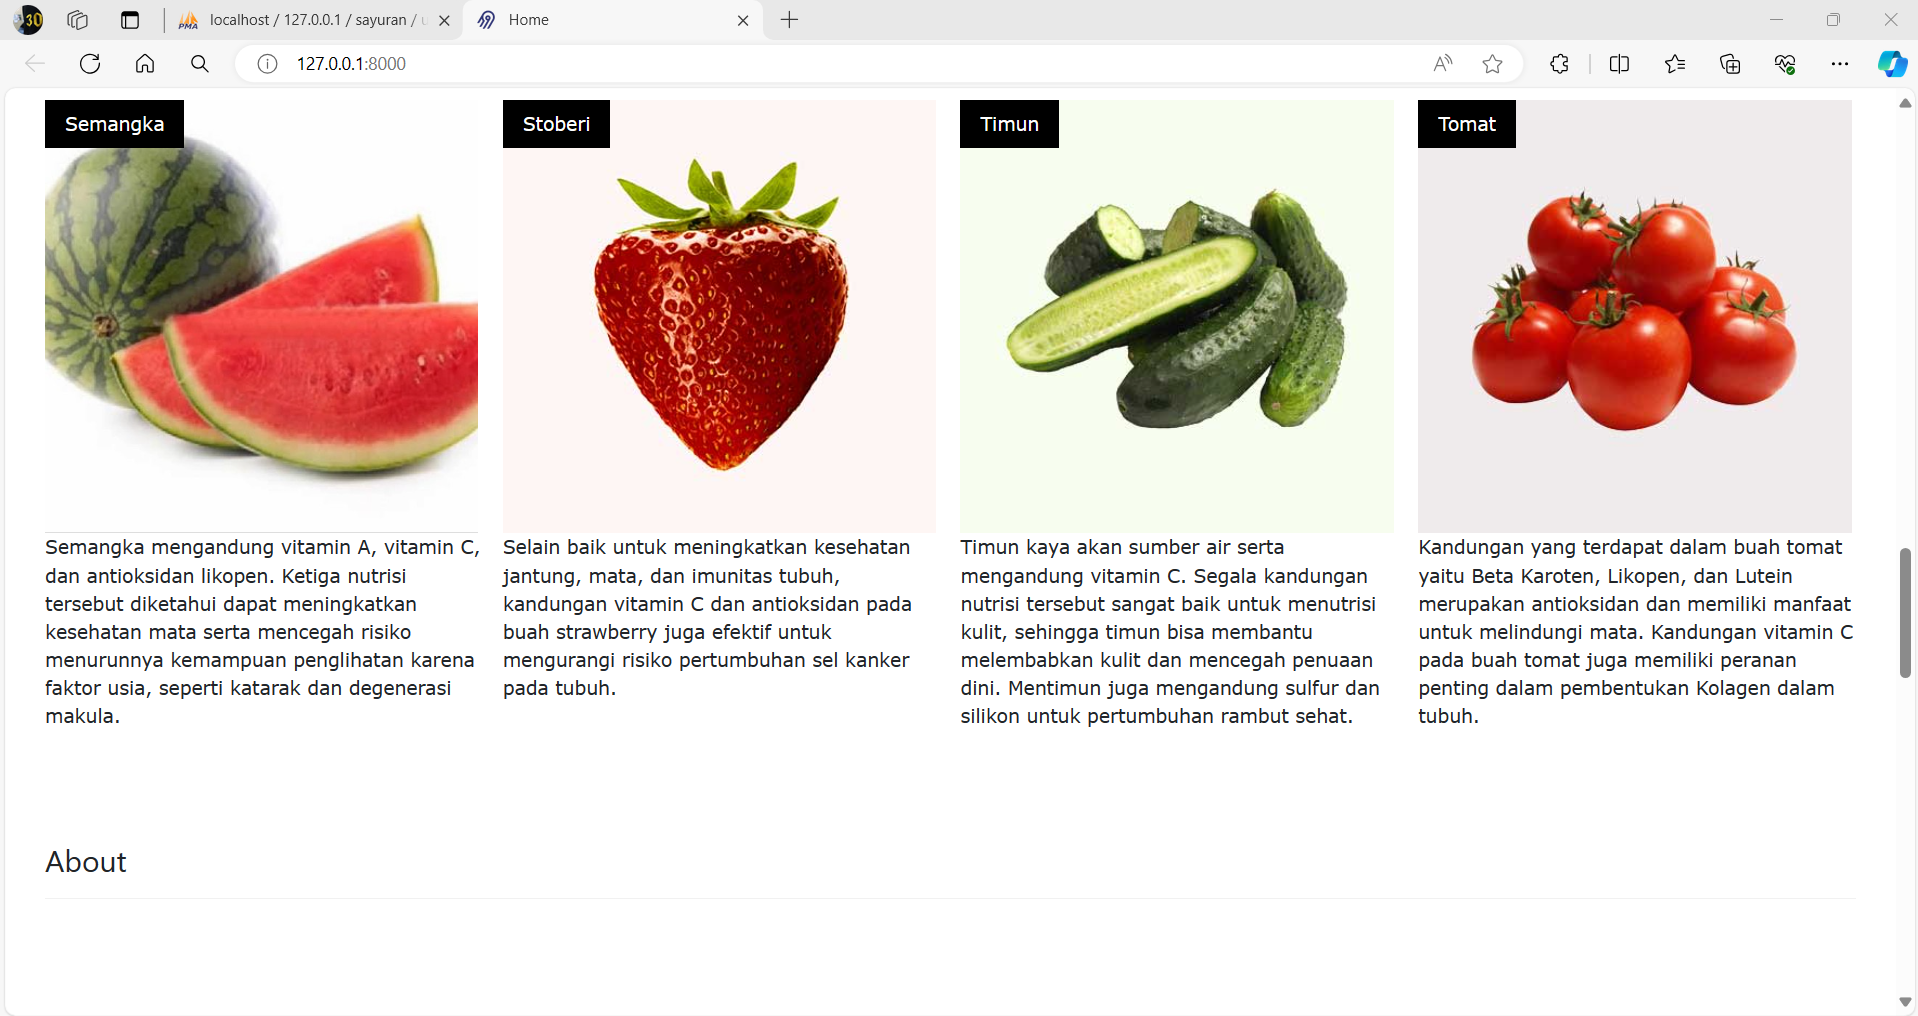 30
PMA
localhost / 127.0.0.1 / sayuran / u
Home
127.0.0.1:8000
Semangka
Stoberi
Timun
Tomat
Semangka mengandung vitamin A, vitamin C,
dan antioksidan likopen. Ketiga nutrisi
tersebut diketahui dapat meningkatkan
kesehatan mata serta mencegah risiko
menurunnya kemampuan penglihatan karena
faktor usia, seperti katarak dan degenerasi
makula.
Selain baik untuk meningkatkan kesehatan
jantung, mata, dan imunitas tubuh,
kandungan vitamin C dan antioksidan pada
buah strawberry juga efektif untuk
mengurangi risiko pertumbuhan sel kanker
pada tubuh.
Timun kaya akan sumber air serta
mengandung vitamin C. Segala kandungan
nutrisi tersebut sangat baik untuk menutrisi
kulit, sehingga timun bisa membantu
melembabkan kulit dan mencegah penuaan
dini. Mentimun juga mengandung sulfur dan
silikon untuk pertumbuhan rambut sehat.
Kandungan yang terdapat dalam buah tomat
yaitu Beta Karoten, Likopen, dan Lutein
merupakan antioksidan dan memiliki manfaat
untuk melindungi mata. Kandungan vitamin C
pada buah tomat juga memiliki peranan
penting dalam pembentukan Kolagen dalam
tubuh.
About